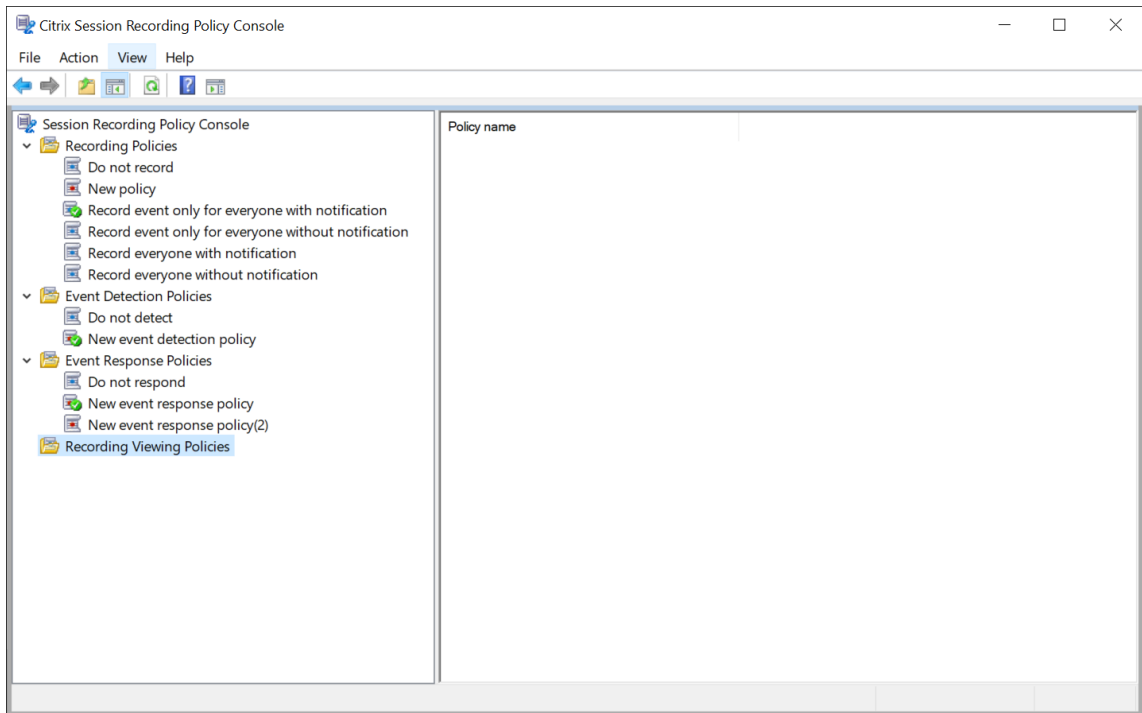 Citrix Session Recording Policy Console
File Action View Help
Session Recording Policy Console
Policy name
Recording Policies
Do not record
New policy
Record event only for everyone with notification
Record event only for everyone without notification
Record everyone with notification
Record everyone without notification
Event Detection Policies
Do not detect
New event detection policy
Event Response Policies
Do not respond
New event response policy
New event response policy(2)
Recording Viewing Policies